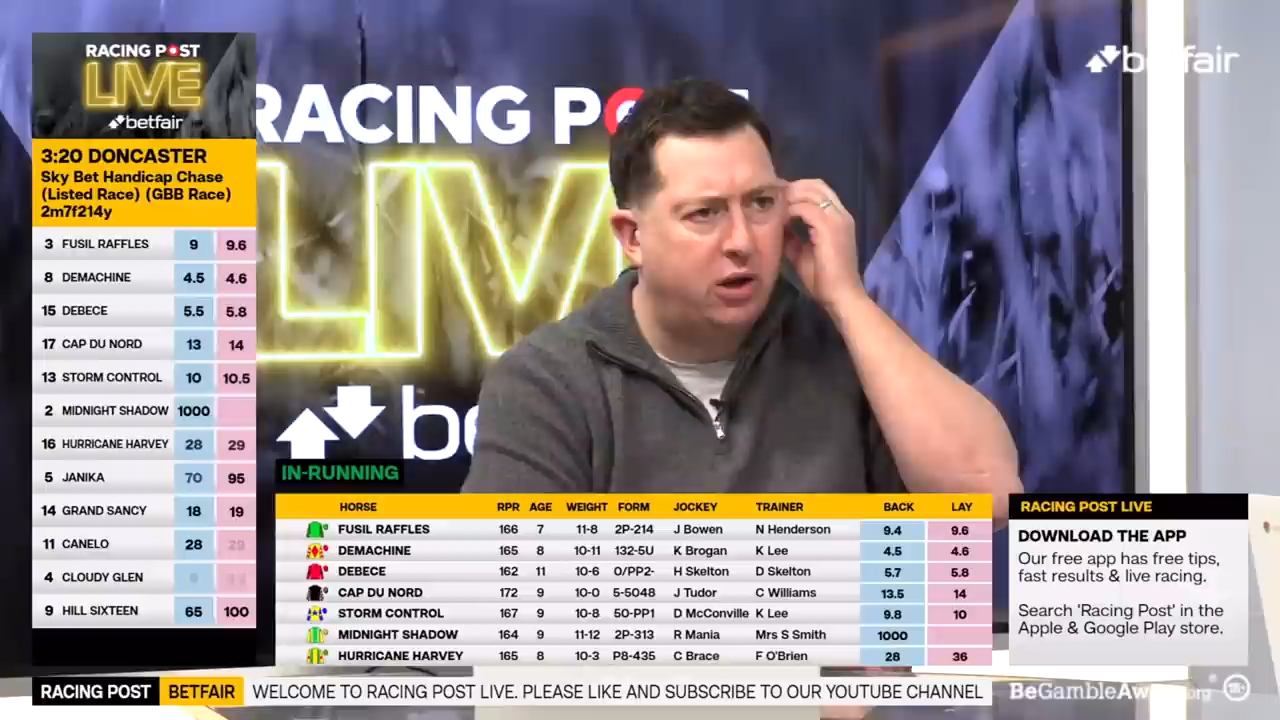 RACING POST
LIVE
betfair
3:20 DONCASTER
Sky Bet Handicap Chase
(Listed Race) (GBB Race)
2m7f214y
3 FUSIL RAFFLES 9 9.6
8 DEMACHINE 4.5 4.6
15 DEBECE 5.5 5.8
17 CAP DU NORD 13 14
13 STORM CONTROL 10 10.5
2 MIDNIGHT SHADOW 1000
16 HURRICANE HARVEY 28 29
5 JANIKA 70 95
14 GRAND SANCY 18 19
11 CANELO 28 29
4 CLOUDY GLEN
9 HILL SIXTEEN 65 100
RACING P
LIV
be
betfair
IN-RUNNING
HORSE RPR AGE WEIGHT FORM JOCKEY TRAINER BACK LAY
FUSIL RAFFLES 166 7 11-8 2P-214 J Bowen N Henderson 9.4 9.6
DEMACHINE 165 8 10-11 132-5U K Brogan K Lee 4.5 4.6
DEBECE 162 11 10-6 0/PP2- H Skelton D Skelton 5.7 5.8
CAP DU NORD 172 9 10-0 5-5048 J Tudor C Williams 13.5 14
STORM CONTROL 167 9 10-8 50-PP1 D McConville K Lee 9.8 10
MIDNIGHT SHADOW 164 9 11-12 2P-313 R Mania Mrs S Smith 1000
HURRICANE HARVEY 165 8 10-3 P8-435 C Brace F O'Brien 28 36
RACING POST LIVE
DOWNLOAD THE APP
Our free app has free tips,
fast results & live racing.
Search 'Racing Post' in the
Apple & Google Play store.
RACING POST BETFAIR WELCOME TO RACING POST LIVE. PLEASE LIKE AND SUBSCRIBE TO OUR YOUTUBE CHANNEL
BeGambleAware.org 18+